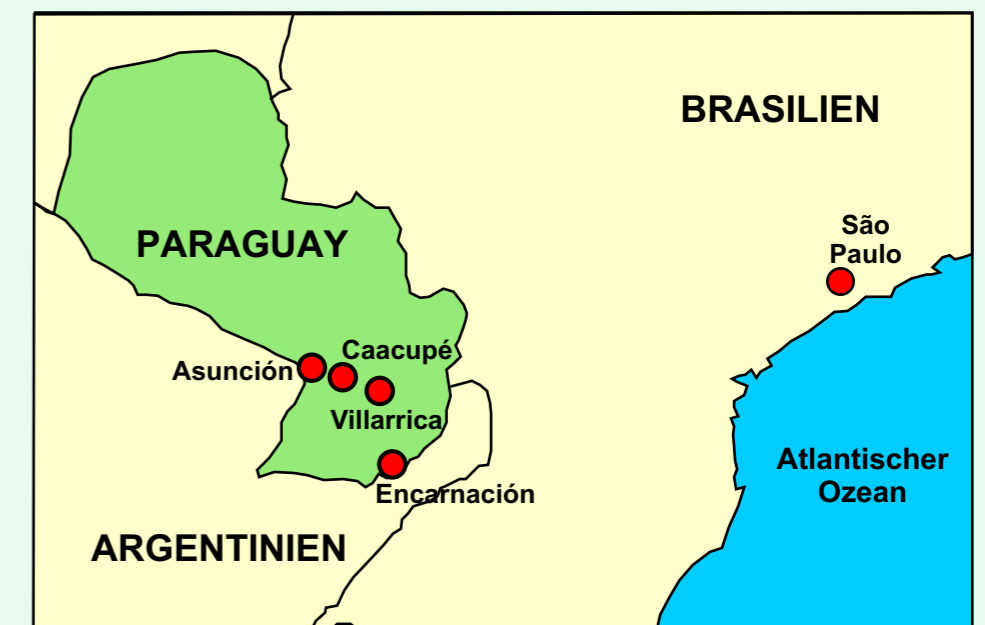 BRASILIEN
São
Paulo
PARAGUAY
Caacupé
Asunción
Villarrica
Atlantischer
Ozean
Encarnación
ARGENTINIEN